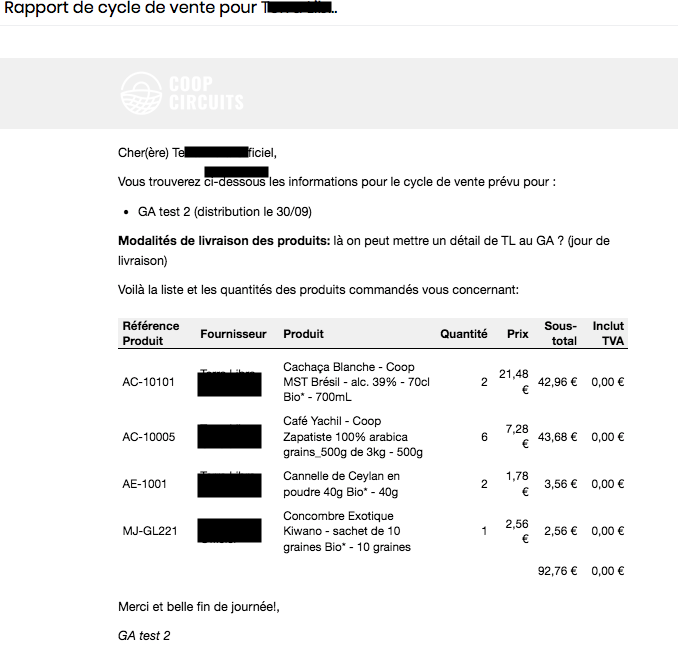 Rapport de cycle de vente pour
COOP
CIRCUITS
Cher(ère) Te ficiel,
Vous trouverez ci-dessous les informations pour le cycle de vente prévu pour :
• GA test 2 (distribution le 30/09)
Modalités de livraison des produits: là on peut mettre un détail de TL au GA ? (jour de
livraison)
Voilà la liste et les quantités des produits commandés vous concernant:
Référence Produit Fournisseur Produit Quantité Prix Sous-total Inclut TVA
AC-10101 Cachaça Blanche - Coop MST Brésil - alc. 39% - 70cl Bio* - 700mL 2 21,48 € 42,96 € 0,00 €
AC-10005 Café Yachil - Coop Zapatiste 100% arabica grains_500g de 3kg - 500g 6 7,28 € 43,68 € 0,00 €
AE-1001 Cannelle de Ceylan en poudre 40g Bio* - 40g 2 1,78 € 3,56 € 0,00 €
MJ-GL221 Concombre Exotique Kiwano - sachet de 10 graines Bio* - 10 graines 1 2,56 € 2,56 € 0,00 €
92,76 € 0,00 €
Merci et belle fin de journée!,
GA test 2